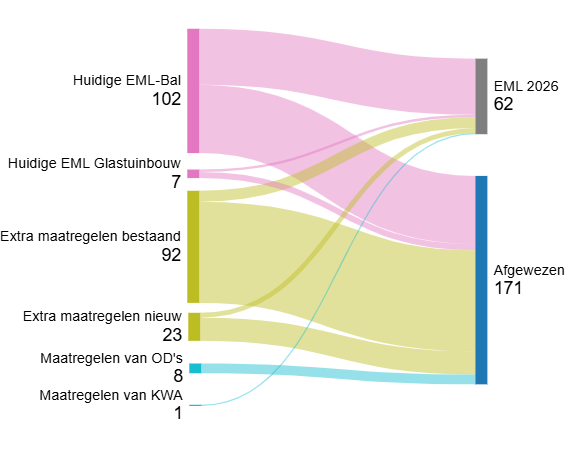 Huidige EML-Bal
102
Huidige EML Glastuinbouw
7
Extra maatregelen bestaand
92
Extra maatregelen nieuw
23
Maatregelen van OD's
8
Maatregelen van KWA
1
EML 2026
62
Afgewezen
171